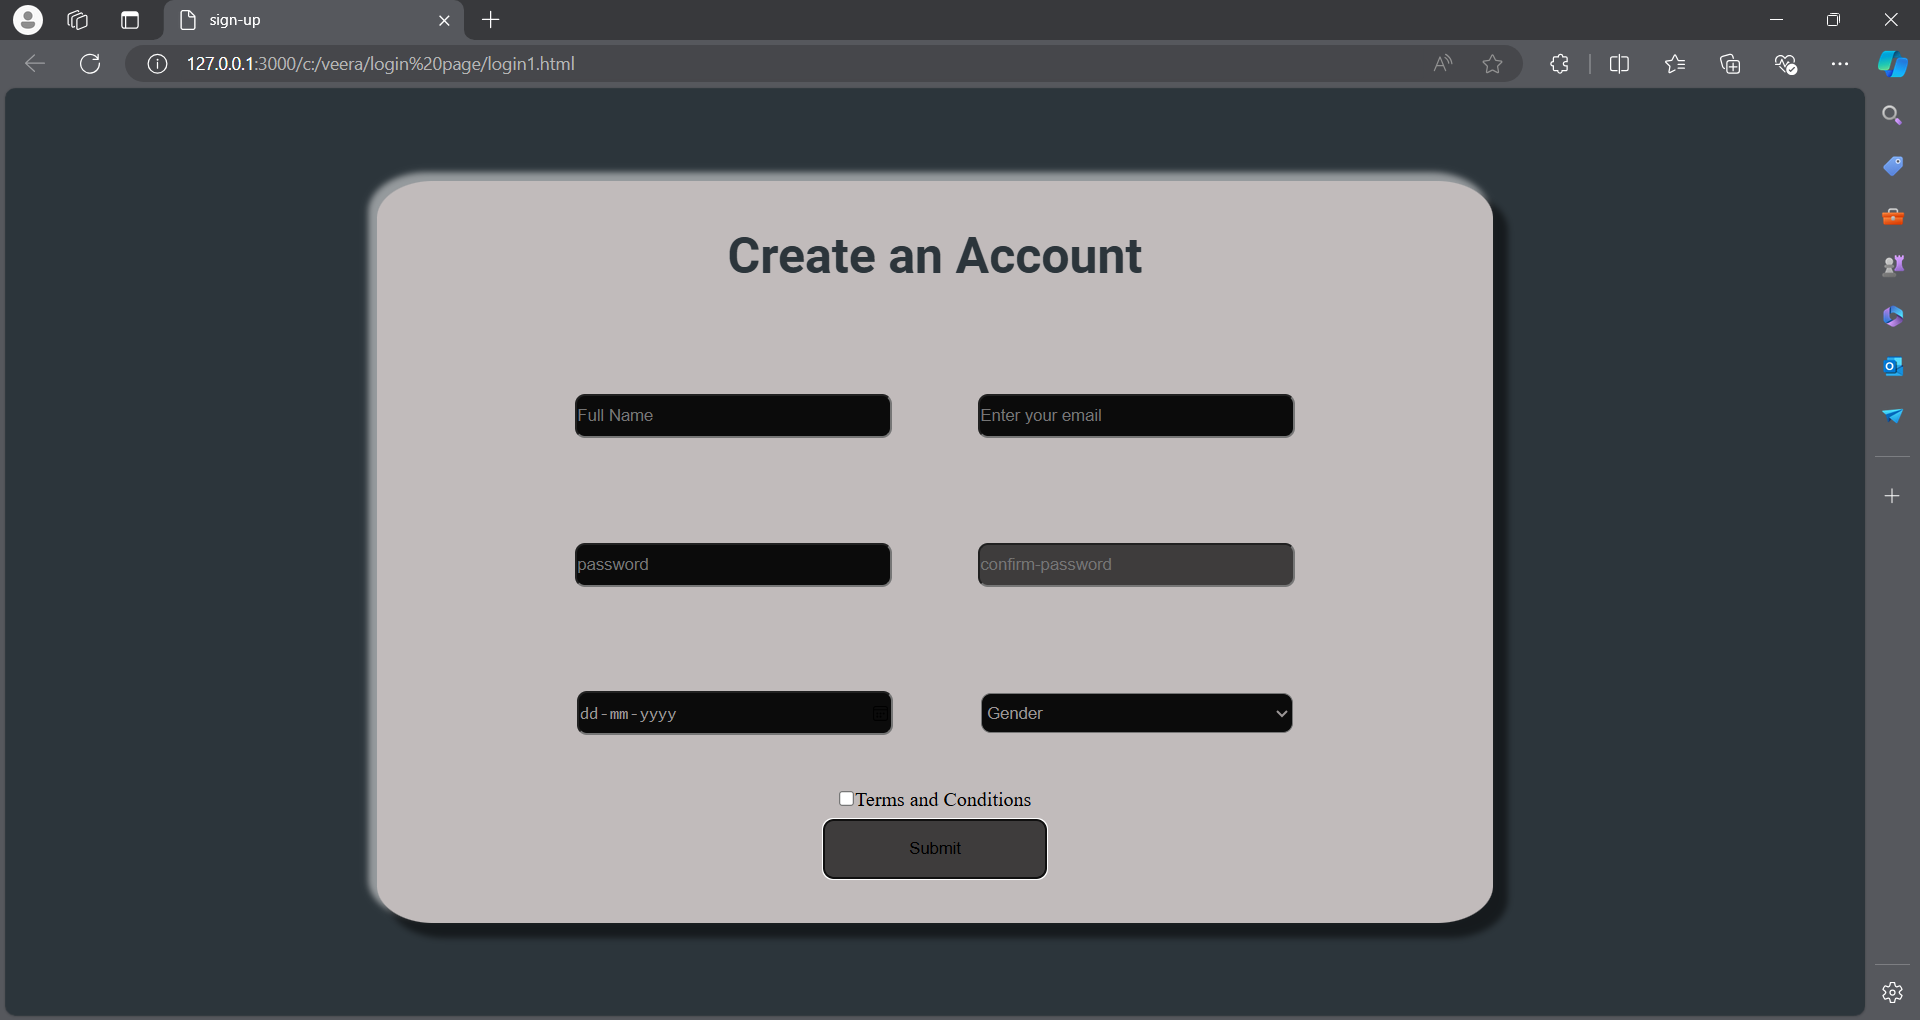 sign-up
127.0.0.1:3000/c:/veera/login%20page/login1.html
Create an Account
Full Name
Enter your email
password
confirm-password
dd-mm-yyyy
Gender
Terms and Conditions
Submit